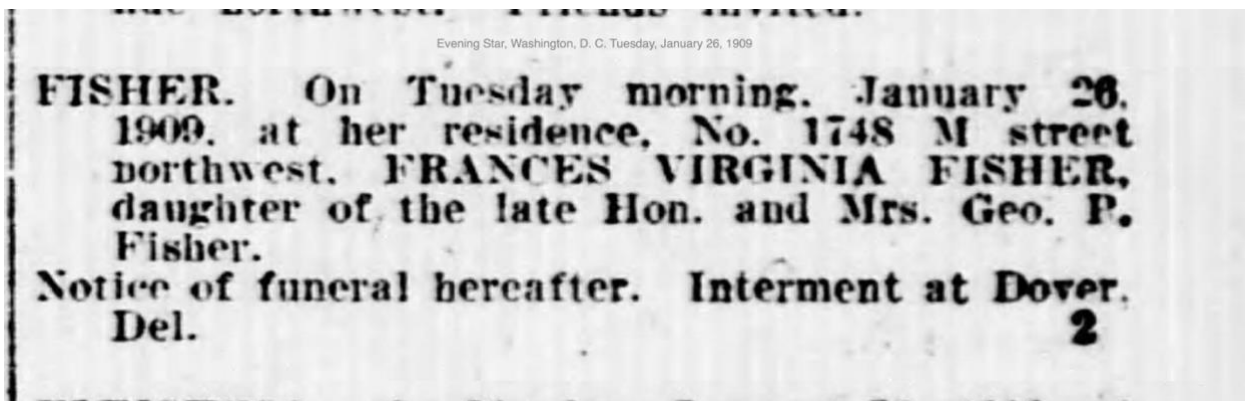 Evening Star, Washington, D. C. Tuesday, January 26, 1909
FISHER. On Tuesday morning, January 26,
1909, at her residence, No. 1748 M street
northwest, FRANCES VIRGINIA FISHER,
daughter of the late Hon. and Mrs. Geo. P.
Fisher.
Notice of funeral hereafter. Interment at Dover,
Del. 2